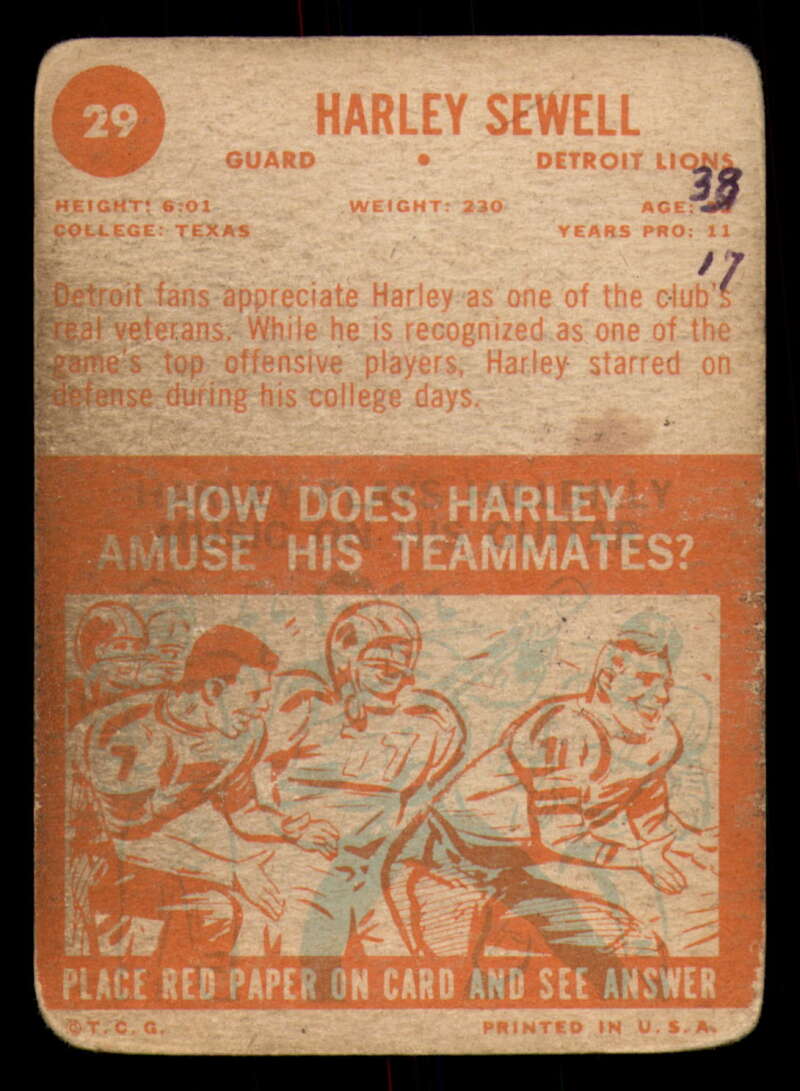 29
HARLEY SEWELL
GUARD • DETROIT LIONS
HEIGHT: 6:01 WEIGHT: 230 AGE: 38
COLLEGE: TEXAS YEARS PRO: 11
17
Detroit fans appreciate Harley as one of the club's
real veterans. While he is recognized as one of the
game's top offensive players, Harley starred on
defense during his college days.
HOW DOES HARLEY
AMUSE HIS TEAMMATES?
7
17
PLACE RED PAPER ON CARD AND SEE ANSWER
©T.C.G. PRINTED IN U.S.A.